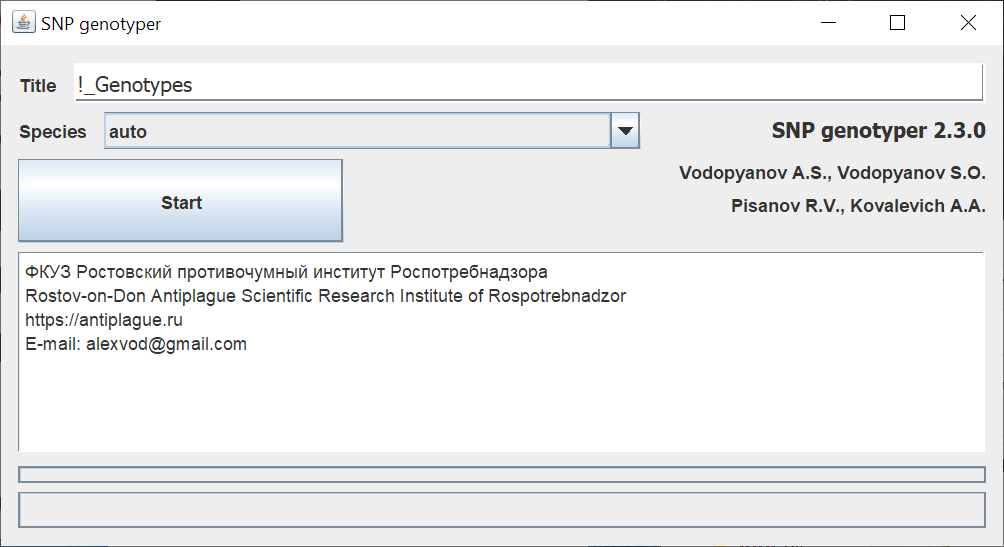 SNP genotyper
Title
!_Genotypes
Species
auto
SNP genotyper 2.3.0
Vodopyanov A.S., Vodopyanov S.O.
Pisanov R.V., Kovalevich A.A.
Start
ФКУЗ Ростовский противочумный институт Роспотребнадзора
Rostov-on-Don Antiplague Scientific Research Institute of Rospotrebnadzor
https://antiplague.ru
E-mail: alexvod@gmail.com